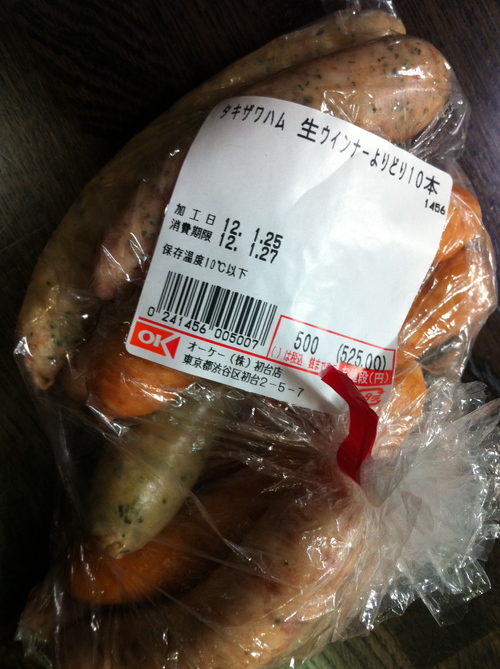 タキザワハム 生ウインナーよりどり10本
1456
加工日 12. 1.25
消費期限 12. 1.27
保存温度10℃以下
0 241456 005007
500 (525.00)
OK
オーケー(株)初台店
東京都渋谷区初台2-5-7